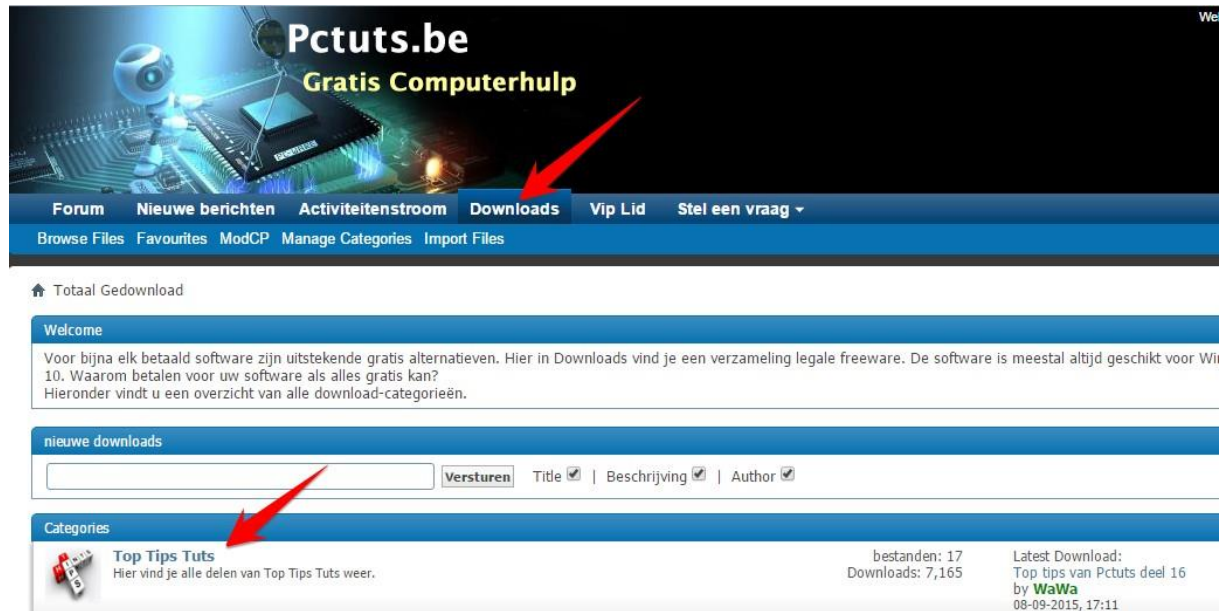 Wel
Pctuts.be
Gratis Computerhulp
Forum Nieuwe berichten Activiteitenstroom Downloads Vip Lid Stel een vraag
Browse Files Favourites ModCP Manage Categories Import Files
Totaal Gedownload
Welcome
Voor bijna elk betaald software zijn uitstekende gratis alternatieven. Hier in Downloads vind je een verzameling legale freeware. De software is meestal altijd geschikt voor Wi
10. Waarom betalen voor uw software als alles gratis kan?
Hieronder vindt u een overzicht van alle download-categorieën.
nieuwe downloads
Versturen Title | Beschrijving | Author
Categories
Top Tips Tuts bestanden: 17 Latest Download:
Hier vind je alle delen van Top Tips Tuts weer. Downloads: 7,165 Top tips van Pctuts deel 16
by WaWa
08-09-2015, 17:11